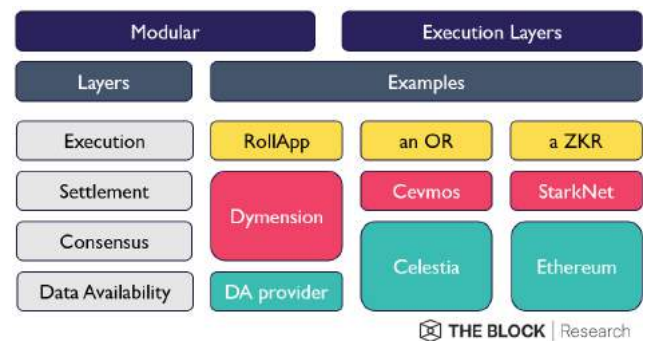 Modular Execution Layers
Layers Examples
Execution RollApp an OR a ZKR
Settlement Dymension Cevmos StarkNet
Consensus Celestia Ethereum
Data Availability DA provider
THE BLOCK | Research